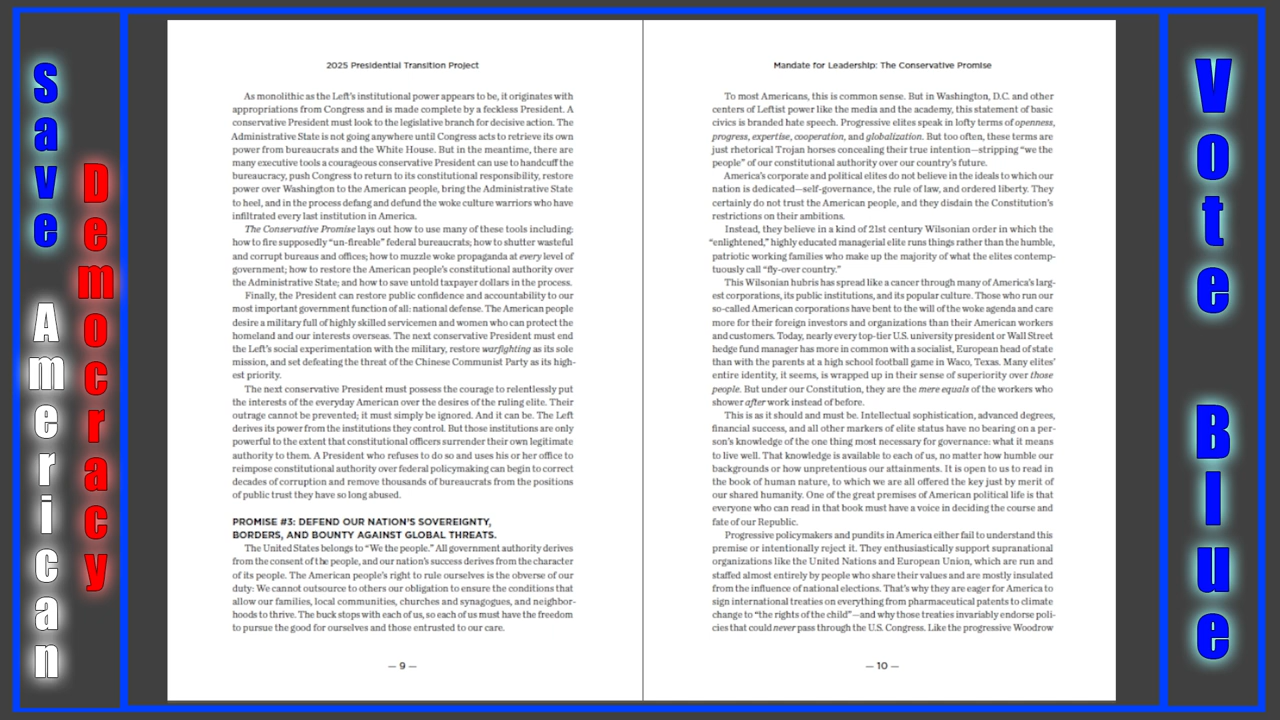 Save
American
Democracy
2025 Presidential Transition Project
As monolithic as the Left's institutional power appears to be, it originates with
appropriations from Congress and is made complete by a feckless President. A
conservative President must look to the legislative branch for decisive action. The
Administrative State is not going anywhere until Congress acts to retrieve its own
power from bureaucrats and the White House. But in the meantime, there are
many executive tools a courageous conservative President can use to handcuff the
bureaucracy, push Congress to return to its constitutional responsibility, restore
power over Washington to the American people, bring the Administrative State
to heel, and in the process defang and defund the woke culture warriors who have
infiltrated every last institution in America.
The Conservative Promise lays out how to use many of these tools including:
how to fire supposedly “un-fireable” federal bureaucrats; how to shutter wasteful
and corrupt bureaus and offices; how to muzzle woke propaganda at every level of
government; how to restore the American people's constitutional authority over
the Administrative State; and how to save untold taxpayer dollars in the process.
Finally, the President can restore public confidence and accountability to our
most important government function of all: national defense. The American people
desire a military full of highly skilled servicemen and women who can protect the
homeland and our interests overseas. The next conservative President must end
the Left's social experimentation with the military, restore warfighting as its sole
mission, and set defeating the threat of the Chinese Communist Party as its high-
est priority.
The next conservative President must possess the courage to relentlessly put
the interests of the everyday American over the desires of the ruling elite. Their
outrage cannot be prevented; it must simply be ignored. And it can be. The Left
derives its power from the institutions they control. But those institutions are only
powerful to the extent that constitutional officers surrender their own legitimate
authority to them. A President who refuses to do so and uses his or her office to
reimpose constitutional authority over federal policymaking can begin to correct
decades of corruption and remove thousands of bureaucrats from the positions
of public trust they have so long abused.
PROMISE #3: DEFEND OUR NATION'S SOVEREIGNTY,
BORDERS, AND BOUNTY AGAINST GLOBAL THREATS.
The United States belongs to “We the people.” All government authority derives
from the consent of the people, and our nation's success derives from the character
of its people. The American people's right to rule ourselves is the obverse of our
duty: We cannot outsource to others our obligation to ensure the conditions that
allow our families, local communities, churches and synagogues, and neighbor-
hoods to thrive. The buck stops with each of us, so each of us must have the freedom
to pursue the good for ourselves and those entrusted to our care.
— 9 —
Mandate for Leadership: The Conservative Promise
To most Americans, this is common sense. But in Washington, D.C. and other
centers of Leftist power like the media and the academy, this statement of basic
civics is branded hate speech. Progressive elites speak in lofty terms of openness,
progress, expertise, cooperation, and globalization. But too often, these terms are
just rhetorical Trojan horses concealing their true intention—stripping “we the
people” of our constitutional authority over our country's future.
America's corporate and political elites do not believe in the ideals to which our
nation is dedicated—self-governance, the rule of law, and ordered liberty. They
certainly do not trust the American people, and they disdain the Constitution's
restrictions on their ambitions.
Instead, they believe in a kind of 21st century Wilsonian order in which the
“enlightened,” highly educated managerial elite runs things rather than the humble,
patriotic working families who make up the majority of what the elites contemp-
tuously call “fly-over country.”
This Wilsonian hubris has spread like a cancer through many of America's larg-
est corporations, its public institutions, and its popular culture. Those who run our
so-called American corporations have bent to the will of the woke agenda and care
more for their foreign investors and organizations than their American workers
and customers. Today, nearly every top-tier U.S. university president or Wall Street
hedge fund manager has more in common with a socialist, European head of state
than with the parents at a high school football game in Waco, Texas. Many elites'
entire identity, it seems, is wrapped up in their sense of superiority over those
people. But under our Constitution, they are the mere equals of the workers who
shower after work instead of before.
This is as it should and must be. Intellectual sophistication, advanced degrees,
financial success, and all other markers of elite status have no bearing on a per-
son's knowledge of the one thing most necessary for governance: what it means
to live well. That knowledge is available to each of us, no matter how humble our
backgrounds or how unpretentious our attainments. It is open to us to read in
the book of human nature, to which we are all offered the key just by merit of
our shared humanity. One of the great premises of American political life is that
everyone who can read in that book must have a voice in deciding the course and
fate of our Republic.
Progressive policymakers and pundits in America either fail to understand this
premise or intentionally reject it. They enthusiastically support supranational
organizations like the United Nations and European Union, which are run and
staffed almost entirely by people who share their values and are mostly insulated
from the influence of national elections. That's why they are eager for America to
sign international treaties on everything from pharmaceutical patents to climate
change to “the rights of the child”—and why those treaties invariably endorse poli-
cies that could never pass through the U.S. Congress. Like the progressive Woodrow
— 10 —
Vote
Blue